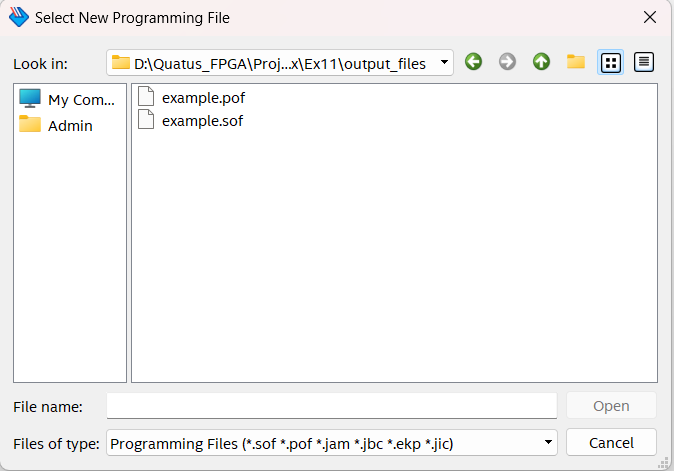 Select New Programming File
Look in: D:\Quatus_FPGA\Proj...x\Ex11\output_files
My Com...
Admin
example.pof
example.sof
File name: Open
Files of type: Programming Files (*.sof *.pof *.jam *.jbc *.ekp *.jic) Cancel